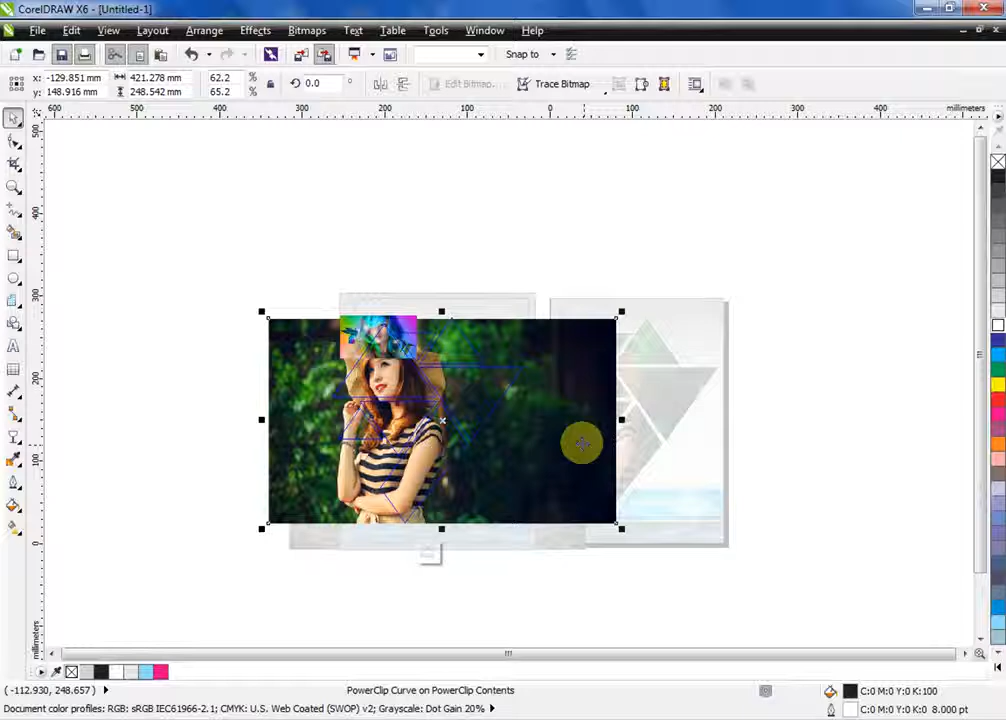 CorelDRAW X6 - [Untitled-1]
File Edit View Layout Arrange Effects Bitmaps Text Table Tools Window Help
Snap to
x: -129.851 mm 421.278 mm 62.2 %
y: 148.916 mm 248.542 mm 65.2 %
0.0 °
Edit Bitmap...
Trace Bitmap
600 500 400 300 200 100 0 100 200 300 400 millimeters
500
400
300
200
100
0
millimeters
(-112.930, 248.657) PowerClip Curve on PowerClip Contents C:0 M:0 Y:0 K:100
Document color profiles: RGB: sRGB IEC61966-2.1; CMYK: U.S. Web Coated (SWOP) v2; Grayscale: Dot Gain 20% C:0 M:0 Y:0 K:0 8.000 pt